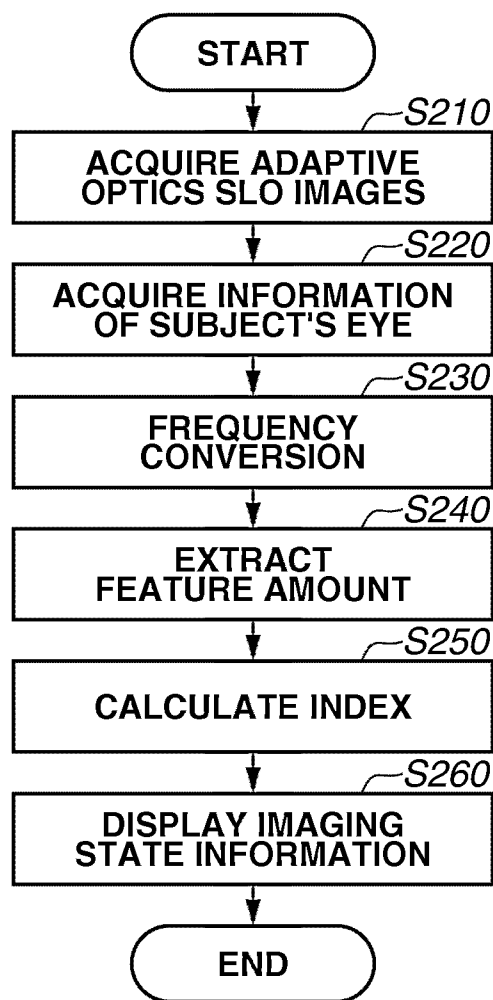 START
S210
ACQUIRE ADAPTIVE
OPTICS SLO IMAGES
S220
ACQUIRE INFORMATION
OF SUBJECT'S EYE
S230
FREQUENCY
CONVERSION
S240
EXTRACT
FEATURE AMOUNT
S250
CALCULATE INDEX
S260
DISPLAY IMAGING
STATE INFORMATION
END